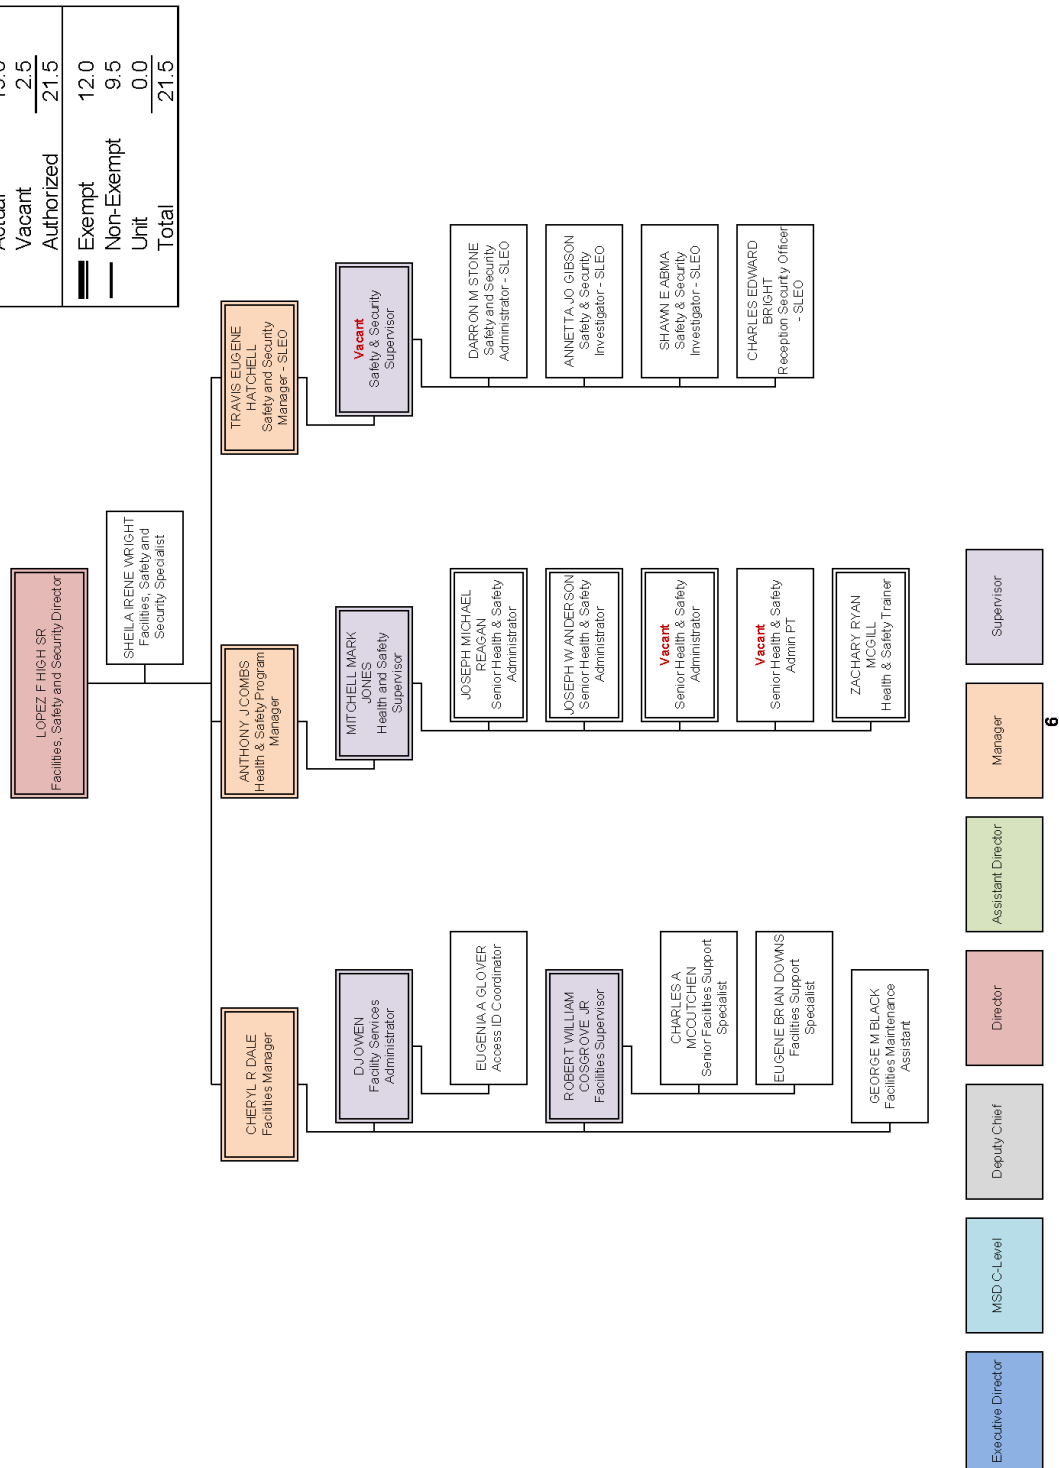 Vacant 2.5
Authorized 21.5
Exempt 12.0
Non-Exempt 9.5
Unit 0.0
Total 21.5
LOPEZ F HIGH SR
Facilities, Safety and Security Director
SHEILA IRENE WRIGHT
Facilities, Safety and
Security Specialist
CHERYL R DALE
Facilities Manager
ANTHONY J COMBS
Health & Safety Program
Manager
TRAVIS EUGENE
HATCHELL
Safety and Security
Manager - SLEO
DJ OWEN
Facility Services
Administrator
EUGENIA A GLOVER
Access ID Coordinator
ROBERT WILLIAM
COSGROVE JR
Facilities Supervisor
CHARLES A
MCCUTCHEN
Senior Facilities Support
Specialist
EUGENE BRIAN DOWNS
Facilities Support
Specialist
GEORGE M BLACK
Facilities Maintenance
Assistant
MITCHELL MARK
JONES
Health and Safety
Supervisor
JOSEPH MICHAEL
REAGAN
Senior Health & Safety
Administrator
JOSEPH W ANDERSON
Senior Health & Safety
Administrator
Vacant
Senior Health & Safety
Administrator
Vacant
Senior Health & Safety
Admin PT
ZACHARY RYAN
MCGILL
Health & Safety Trainer
Vacant
Safety & Security
Supervisor
DARRON M STONE
Safety and Security
Administrator - SLEO
ANNETTA JO GIBSON
Safety & Security
Investigator - SLEO
SHAWN E ABMA
Safety & Security
Investigator - SLEO
CHARLES EDWARD
BRIGHT
Reception Security Officer
- SLEO
Executive Director
MSD C-Level
Deputy Chief
Director
Assistant Director
Manager
Supervisor
6